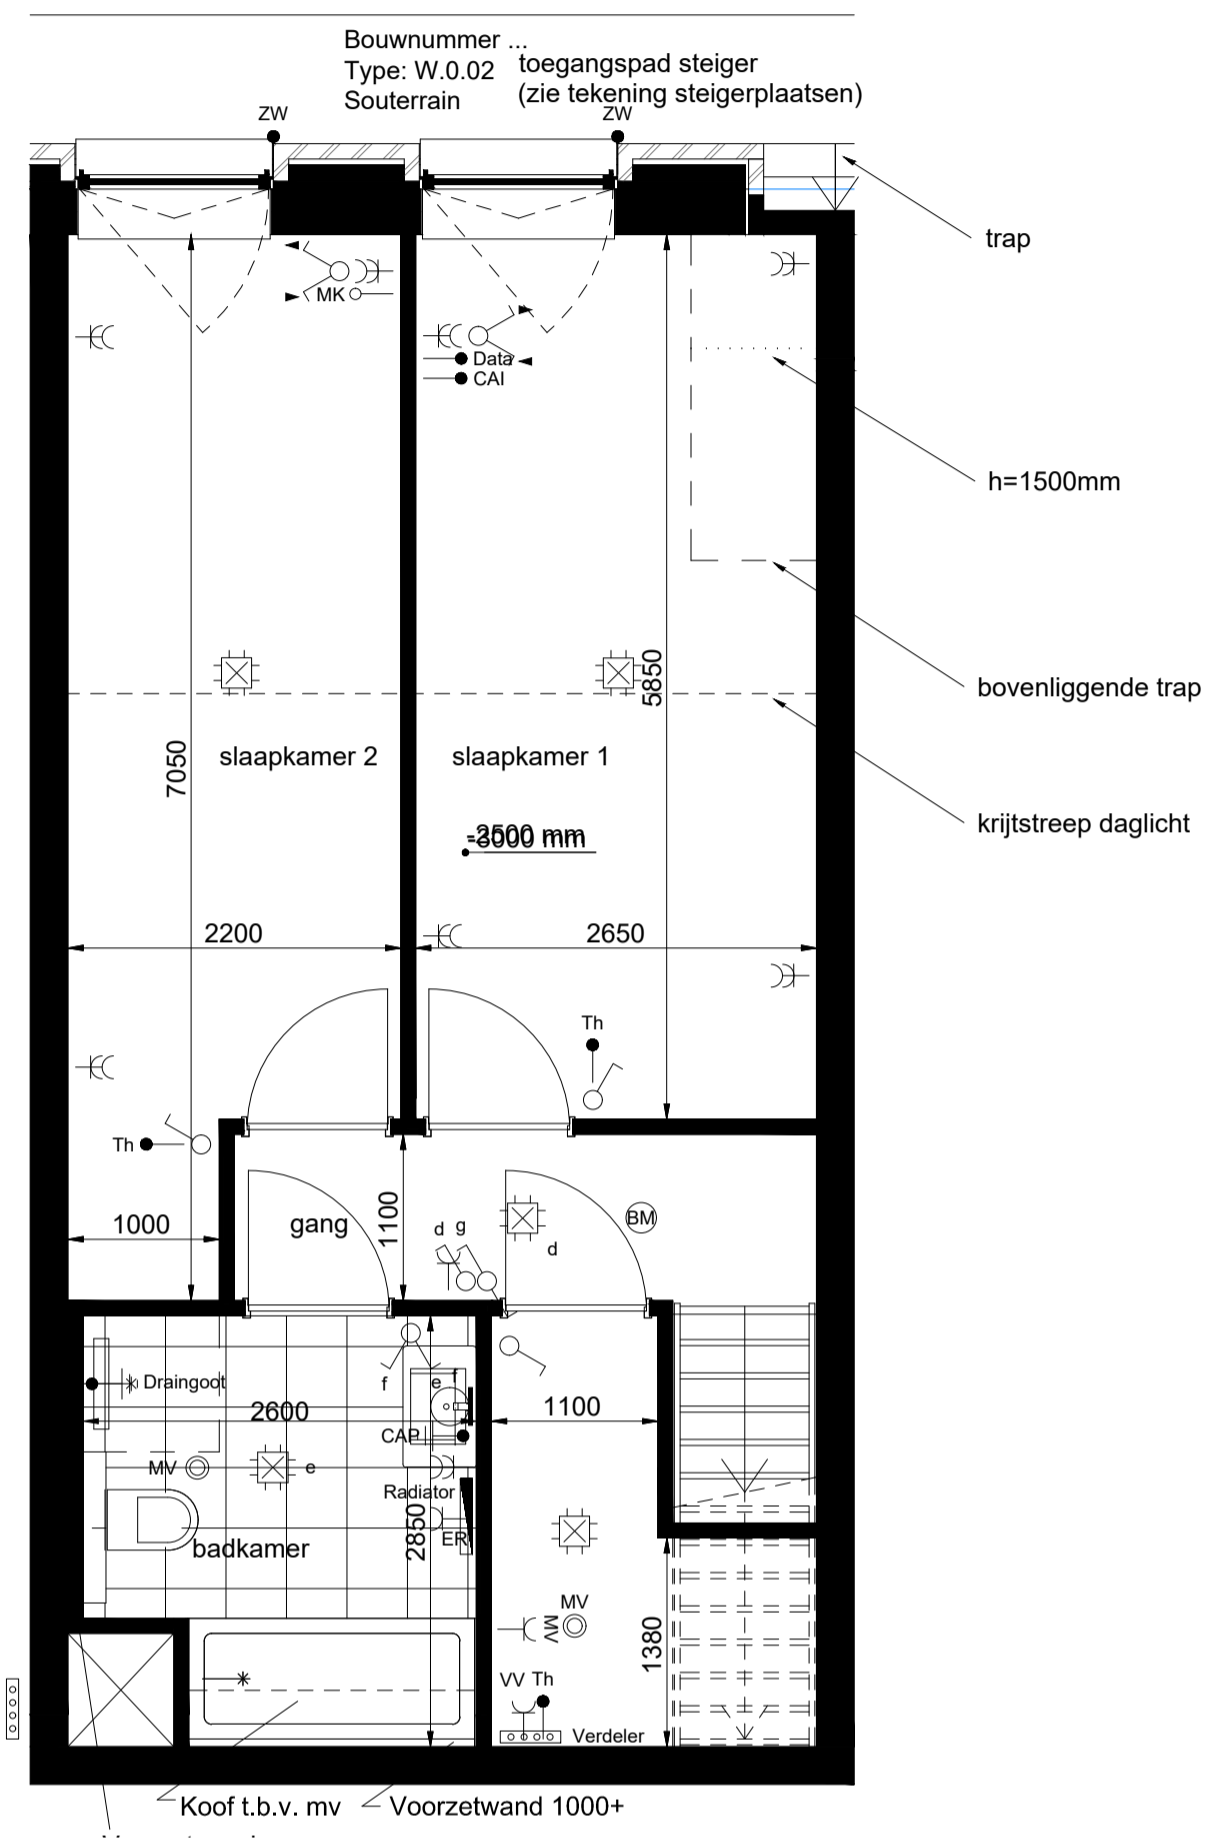 Bouwnummer ...
Type: W.0.02
Souterrain
toegangspad steiger
(zie tekening steigerplaatsen)
ZW
ZW
trap
MK
Data
CAI
h=1500mm
bovenliggende trap
5850
7050
slaapkamer 2
slaapkamer 1
krijtstreep daglicht
2200
2650
Th
Th
1000
gang
1100
d
g
d
BM
Draingoot
2600
f
e
f
1100
CAP
MV
e
Radiator
2850
ER
badkamer
MV
MV
1380
VV
Th
Verdeler
Koof t.b.v. mv
Voorzetwand 1000+